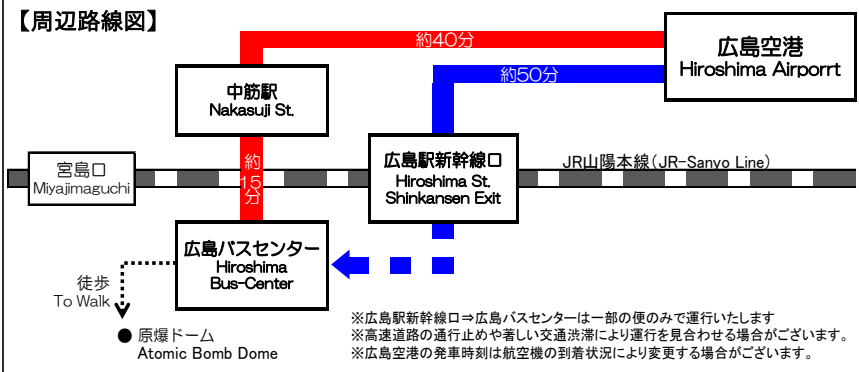 【周辺路線図】
約40分
広島空港
Hiroshima Airporrt
約50分
中筋駅
Nakasuji St.
宮島口
Miyajimaguchi
約
15
分
広島駅新幹線口
Hiroshima St.
Shinkansen Exit
JR山陽本線(JR-Sanyo Line)
広島バスセンター
Hiroshima
Bus-Center
徒歩
To Walk
● 原爆ドーム
Atomic Bomb Dome
※広島駅新幹線口⇒広島バスセンターは一部の便のみで運行いたします
※高速道路の通行止めや著しい交通渋滞により運行を見合わせる場合がございます。
※広島空港の発車時刻は航空機の到着状況により変更する場合がございます。